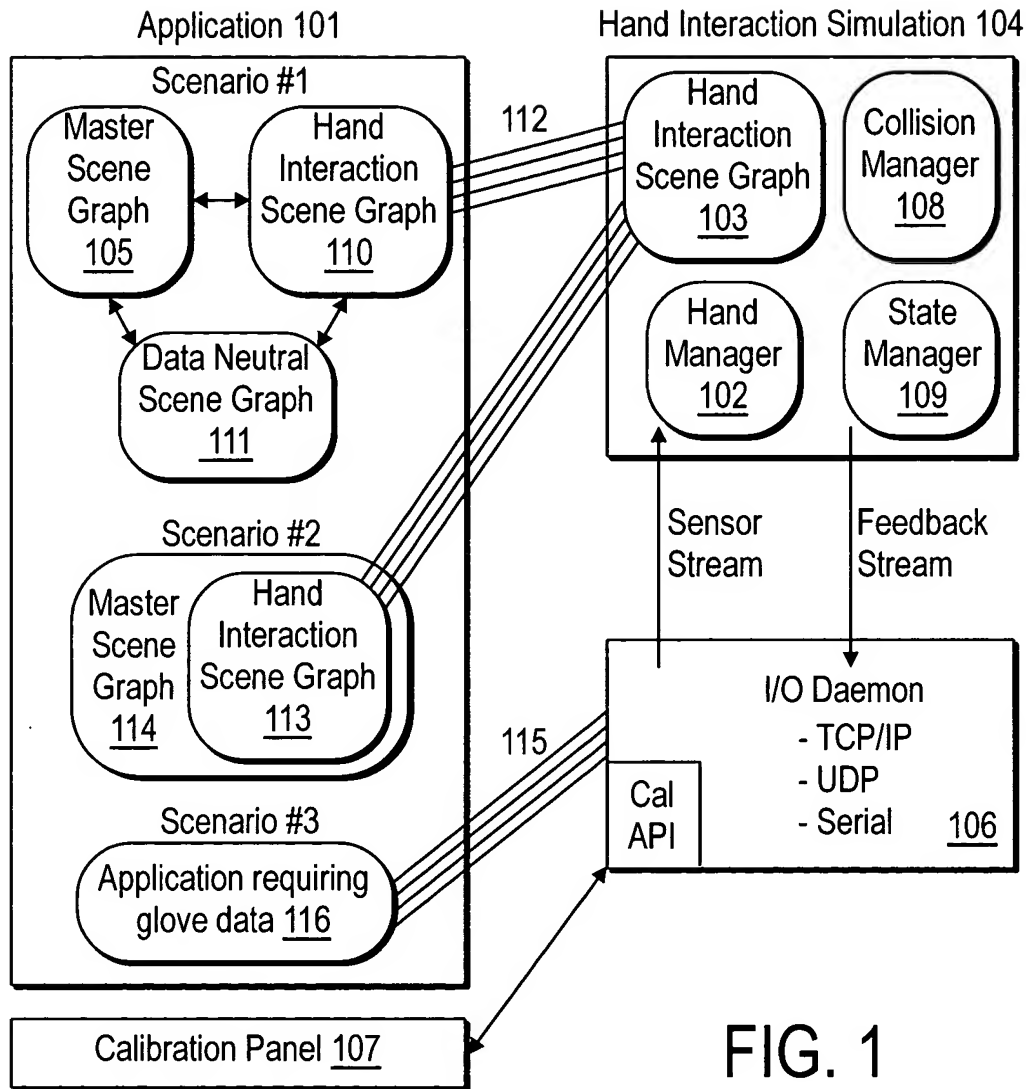 Application 101
Scenario #1
Master
Scene
Graph
105
Hand
Interaction
Scene Graph
110
Data Neutral
Scene Graph
111
Scenario #2
Master
Scene
Graph
114
Hand
Interaction
Scene Graph
113
Scenario #3
Application requiring
glove data 116
Calibration Panel 107
112
115
Hand Interaction Simulation 104
Hand
Interaction
Scene Graph
103
Collision
Manager
108
Hand
Manager
102
State
Manager
109
Sensor
Stream
Feedback
Stream
I/O Daemon
- TCP/IP
- UDP
- Serial
106
Cal
API
FIG. 1